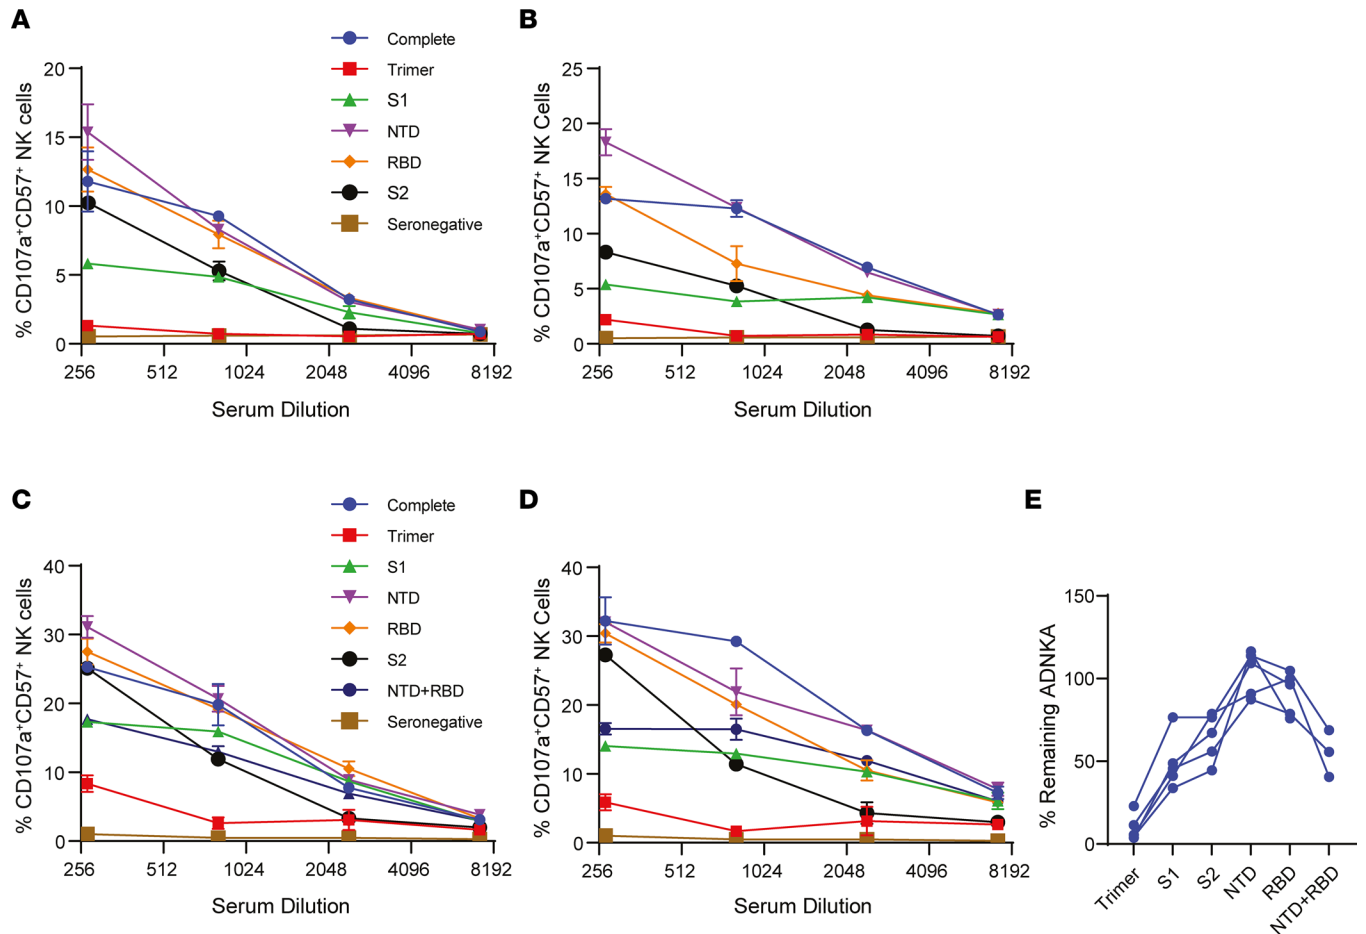 A
% CD107a⁺CD57⁺ NK cells
20
15
10
5
0
256
512
1024
2048
4096
8192
Serum Dilution
Complete
Trimer
S1
NTD
RBD
S2
Seronegative
B
% CD107a⁺CD57⁺ NK Cells
25
20
15
10
5
0
256
512
1024
2048
4096
8192
Serum Dilution
C
% CD107a⁺CD57⁺ NK cells
40
30
20
10
0
256
512
1024
2048
4096
8192
Serum Dilution
Complete
Trimer
S1
NTD
RBD
S2
NTD+RBD
Seronegative
D
% CD107a⁺CD57⁺ NK Cells
40
30
20
10
0
256
512
1024
2048
4096
8192
Serum Dilution
E
% Remaining ADNKA
150
100
50
0
Trimer
S1
S2
NTD
RBD
NTD+RBD